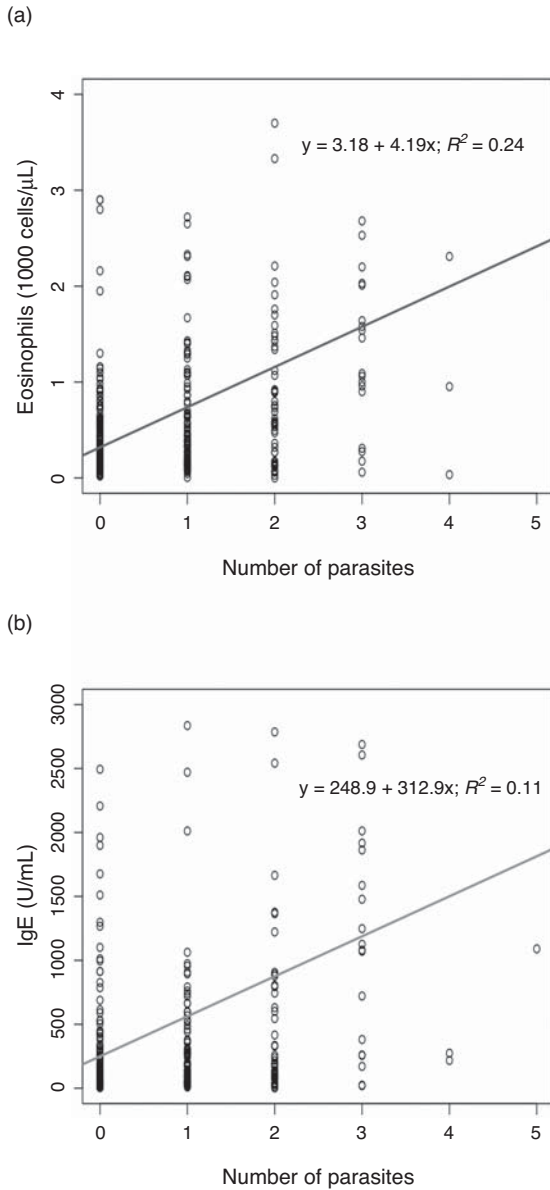 (a)
4
3
2
1
0
Eosinophils (1000 cells/μL)
y = 3.18 + 4.19x; R² = 0.24
0 1 2 3 4 5
Number of parasites
(b)
3000
2500
2000
1500
1000
500
0
IgE (U/mL)
y = 248.9 + 312.9x; R² = 0.11
0 1 2 3 4 5
Number of parasites